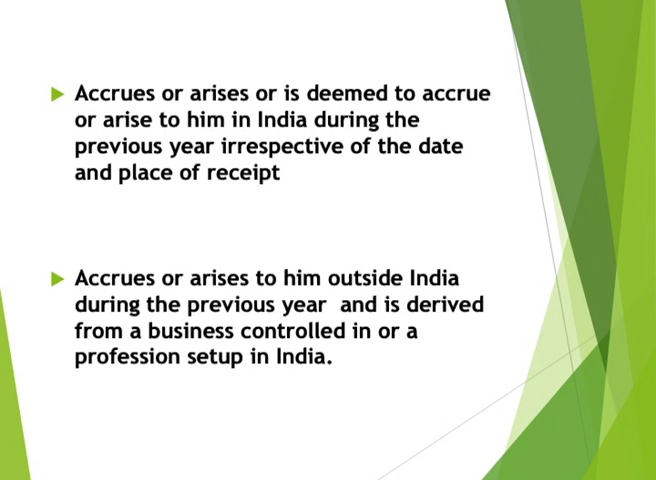 Accrues or arises or is deemed to accrue
or arise to him in India during the
previous year irrespective of the date
and place of receipt
Accrues or arises to him outside India
during the previous year  and is derived
from a business controlled in or a
profession setup in India.